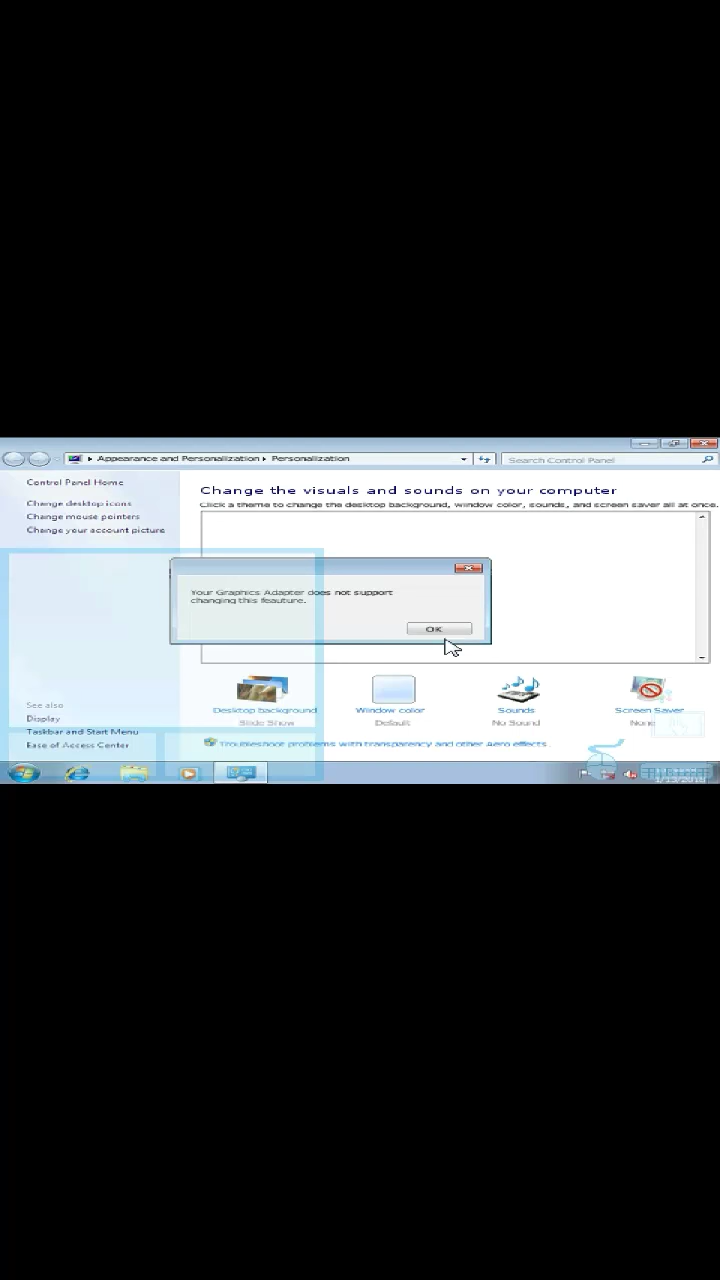 Appearance and Personalization Personalization
Search Control Panel
Control Panel Home
Change desktop icons
Change mouse pointers
Change your account picture
Change the visuals and sounds on your computer
Click a theme to change the desktop background, window color, sounds, and screen saver all at once.
Your Graphics Adapter does not support
changing this feauture.
OK
Desktop background
Slide Show
Window color
Default
Sounds
No Sound
Screen Saver
None
See also
Display
Taskbar and Start Menu
Ease of Access Center
Troubleshoot problems with transparency and other Aero effects